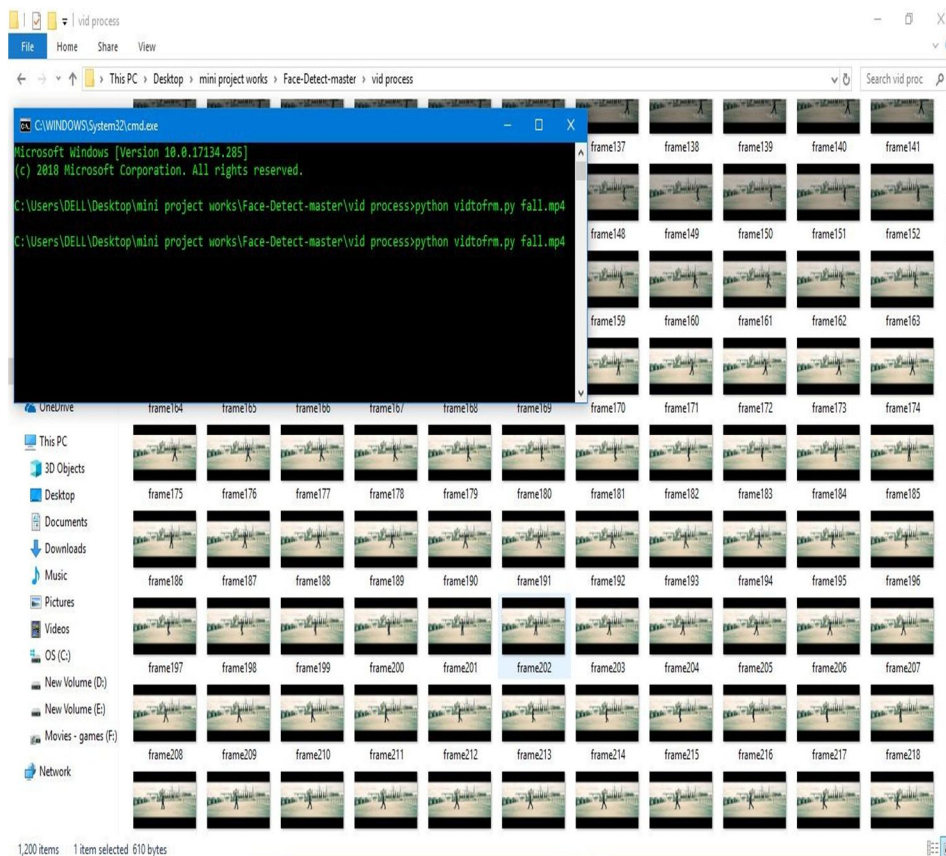 vid process
File Home Share View
This PC > Desktop > mini project works > Face-Detect-master > vid process
Search vid proc
C:\WINDOWS\System32\cmd.exe
Microsoft Windows [Version 10.0.17134.285]
(c) 2018 Microsoft Corporation. All rights reserved.
C:\Users\DELL\Desktop\mini project works\Face-Detect-master\vid process>python vidtofrm.py fall.mp4
C:\Users\DELL\Desktop\mini project works\Face-Detect-master\vid process>python vidtofrm.py fall.mp4
frame137 frame138 frame139 frame140 frame141
frame148 frame149 frame150 frame151 frame152
frame159 frame160 frame161 frame162 frame163
OneDrive
frame164 frame165 frame166 frame167 frame168 frame169 frame170 frame171 frame172 frame173 frame174
This PC
3D Objects
Desktop
Documents
Downloads
Music
Pictures
Videos
OS (C:)
New Volume (D:)
New Volume (E:)
Movies - games (F:)
Network
frame175 frame176 frame177 frame178 frame179 frame180 frame181 frame182 frame183 frame184 frame185
frame186 frame187 frame188 frame189 frame190 frame191 frame192 frame193 frame194 frame195 frame196
frame197 frame198 frame199 frame200 frame201 frame202 frame203 frame204 frame205 frame206 frame207
frame208 frame209 frame210 frame211 frame212 frame213 frame214 frame215 frame216 frame217 frame218
1,200 items 1 item selected 610 bytes